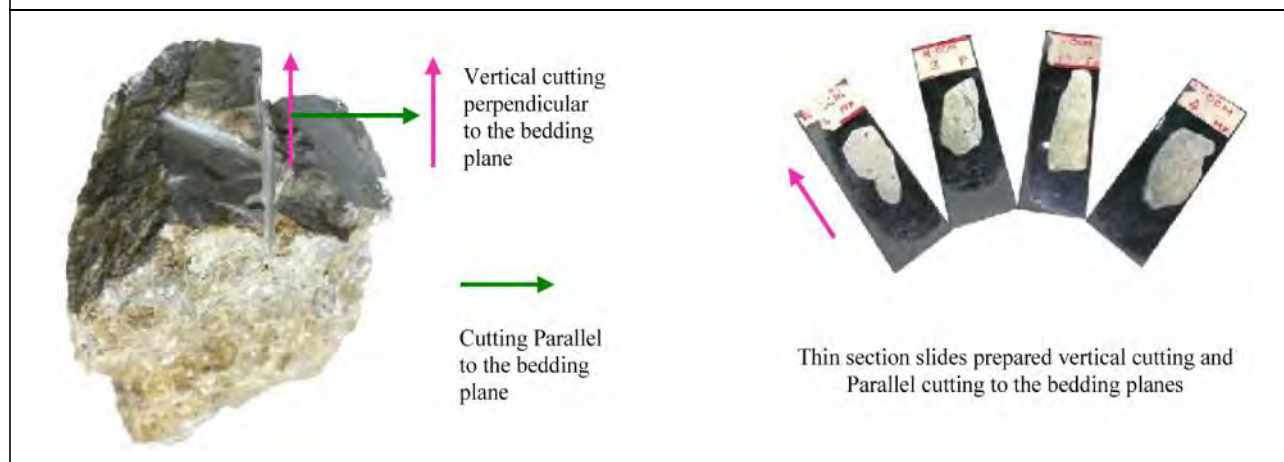 Vertical cutting
perpendicular
to the bedding
plane
Cutting Parallel
to the bedding
plane
Thin section slides prepared vertical cutting and
Parallel cutting to the bedding planes